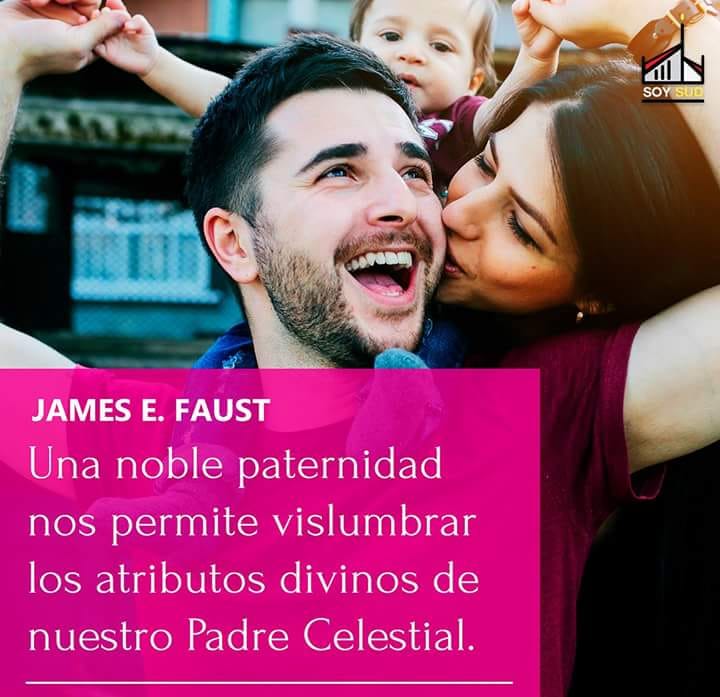 SOY SUD
JAMES E. FAUST
Una noble paternidad
nos permite vislumbrar
los atributos divinos de
nuestro Padre Celestial.